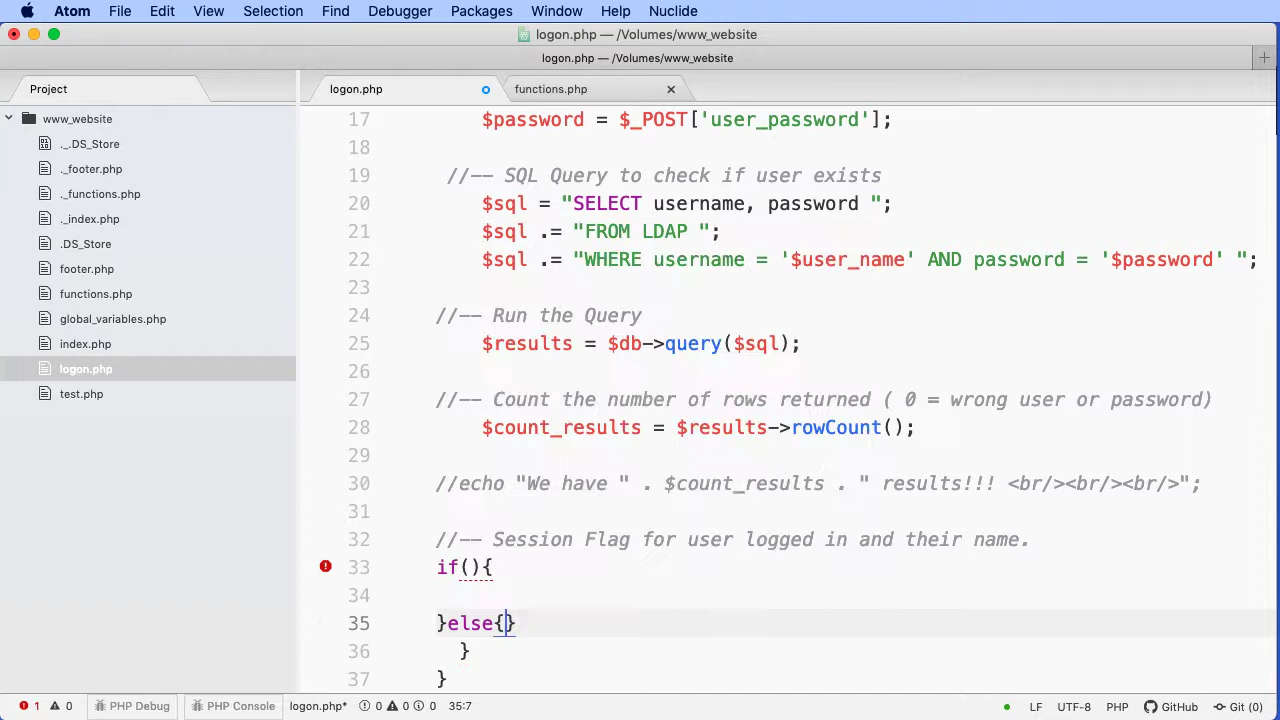 Atom File Edit View Selection Find Debugger Packages Window Help Nuclide
logon.php — /Volumes/www_website
logon.php — /Volumes/www_website
Project
logon.php
functions.php
www_website
._.DS_Store
._footer.php
._functions.php
._index.php
.DS_Store
footer.php
functions.php
global_variables.php
index.php
logon.php
test.php
17 $password = $_POST['user_password'];
18
19 //-- SQL Query to check if user exists
20 $sql = "SELECT username, password ";
21 $sql .= "FROM LDAP ";
22 $sql .= "WHERE username = '$user_name' AND password = '$password' ";
23
24 //-- Run the Query
25 $results = $db->query($sql);
26
27 //-- Count the number of rows returned ( 0 = wrong user or password)
28 $count_results = $results->rowCount();
29
30 //echo "We have " . $count_results . " results!!! <br/><br/><br/>";
31
32 //-- Session Flag for user logged in and their name.
33 if(){
34
35 }else{}
36 }
37 }
1 0 PHP Debug PHP Console logon.php* 0 0 0 35:7 LF UTF-8 PHP GitHub Git (0)